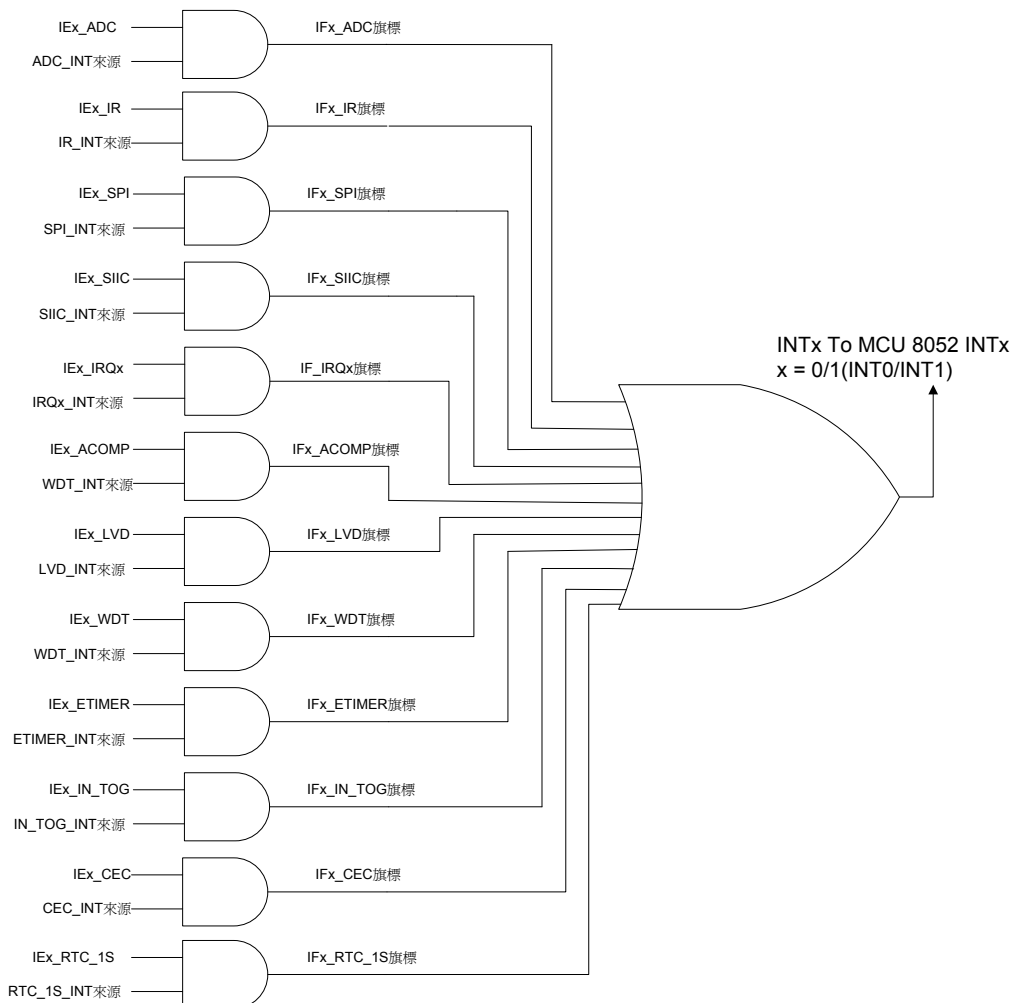 IEx_ADC
ADC_INT來源
IFx_ADC旗標
IEx_IR
IR_INT來源
IFx_IR旗標
IEx_SPI
SPI_INT來源
IFx_SPI旗標
IEx_SIIC
SIIC_INT來源
IFx_SIIC旗標
IEx_IRQx
IRQx_INT來源
IF_IRQx旗標
IEx_ACOMP
WDT_INT來源
IFx_ACOMP旗標
IEx_LVD
LVD_INT來源
IFx_LVD旗標
IEx_WDT
WDT_INT來源
IFx_WDT旗標
IEx_ETIMER
ETIMER_INT來源
IFx_ETIMER旗標
IEx_IN_TOG
IN_TOG_INT來源
IFx_IN_TOG旗標
IEx_CEC
CEC_INT來源
IFx_CEC旗標
IEx_RTC_1S
RTC_1S_INT來源
IFx_RTC_1S旗標
INTx To MCU 8052 INTx
x = 0/1(INT0/INT1)